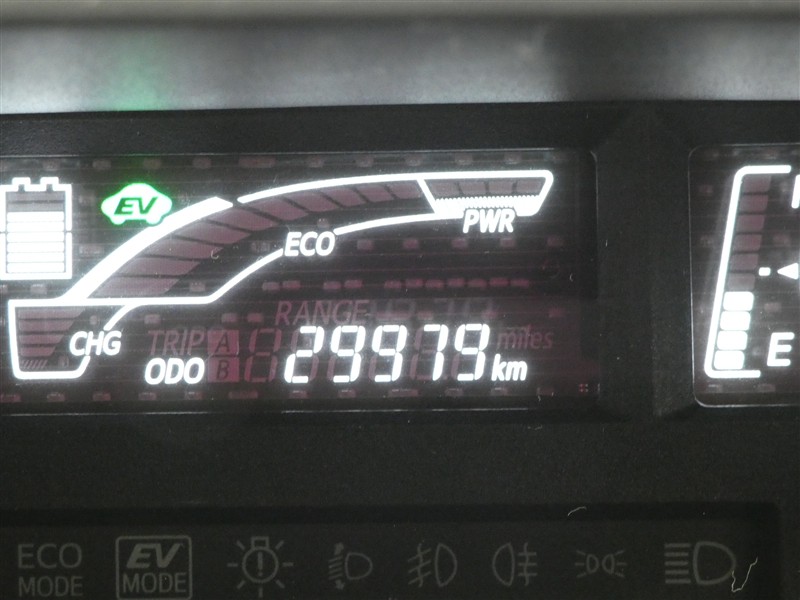 EV
ECO
PWR
CHG
RANGE
TRIP A
B
ODO 29979 km
miles
E
ECO MODE
EV MODE